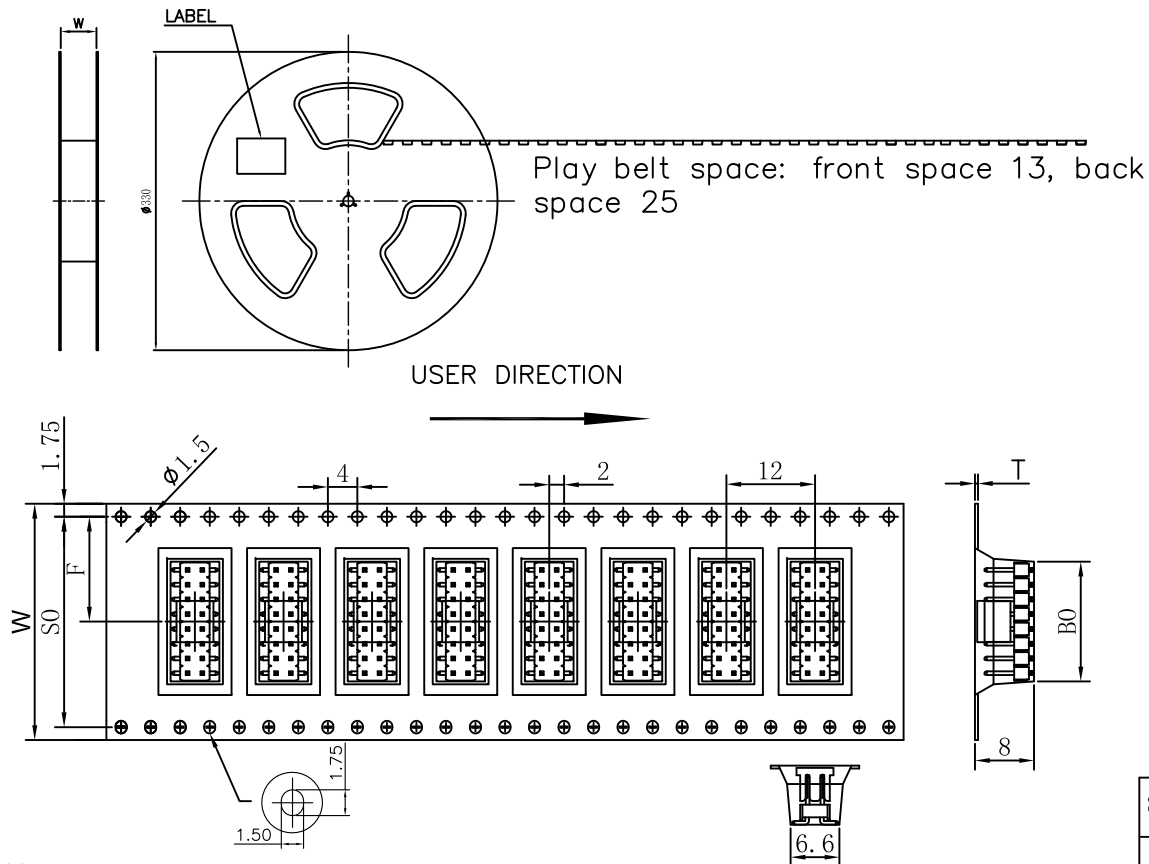 W
LABEL
ø330
Play belt space: front space 13, back
space 25
USER DIRECTION
1.75
ø1.5
4
2
12
T
W
S0
F
B0
8
1.75
1.50
6.6